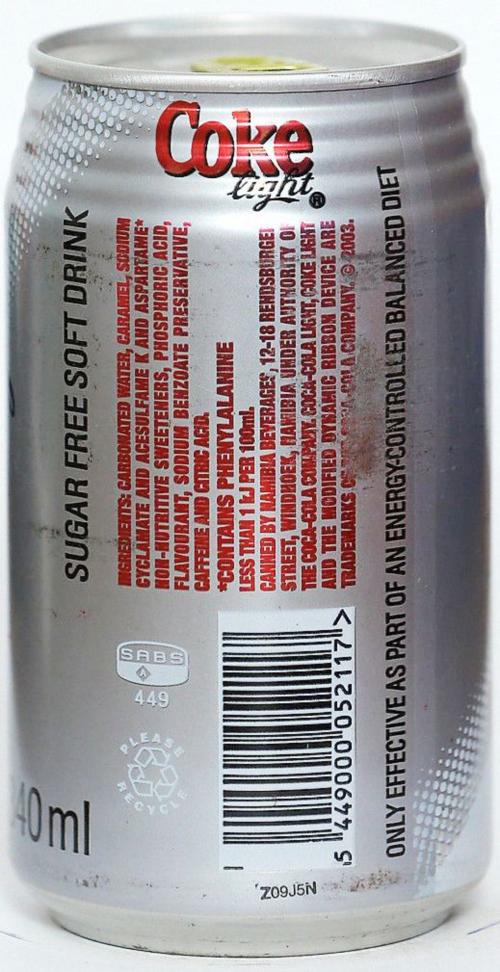 Coke
light®
SUGAR FREE SOFT DRINK
INGREDIENTS: CARBONATED WATER, CARAMEL, SODIUM
CYCLAMATE AND ACESULFAME K AND ASPARTAME*
NON-NUTRITIVE SWEETENERS, PHOSPHORIC ACID,
FLAVOURANT, SODIUM BENZOATE PRESERVATIVE,
CAFFEINE AND CITRIC ACID.
*CONTAINS PHENYLALANINE
LESS THAN 1 kJ PER 100ml.
CANNED BY NAMIBIA BEVERAGES, 12-18 RENDSBURGER
STREET, WINDHOEK, NAMIBIA UNDER AUTHORITY OF
THE COCA-COLA COMPANY. COCA-COLA LIGHT, COKE LIGHT
AND THE MODIFIED DYNAMIC RIBBON DEVICE ARE
TRADEMARKS COLA COMPANY. © 2003.
ONLY EFFECTIVE AS PART OF AN ENERGY-CONTROLLED BALANCED DIET
SABS
449
PLEASE
RECYCLE
5 449000 052117 >
40 ml
Z09J5N